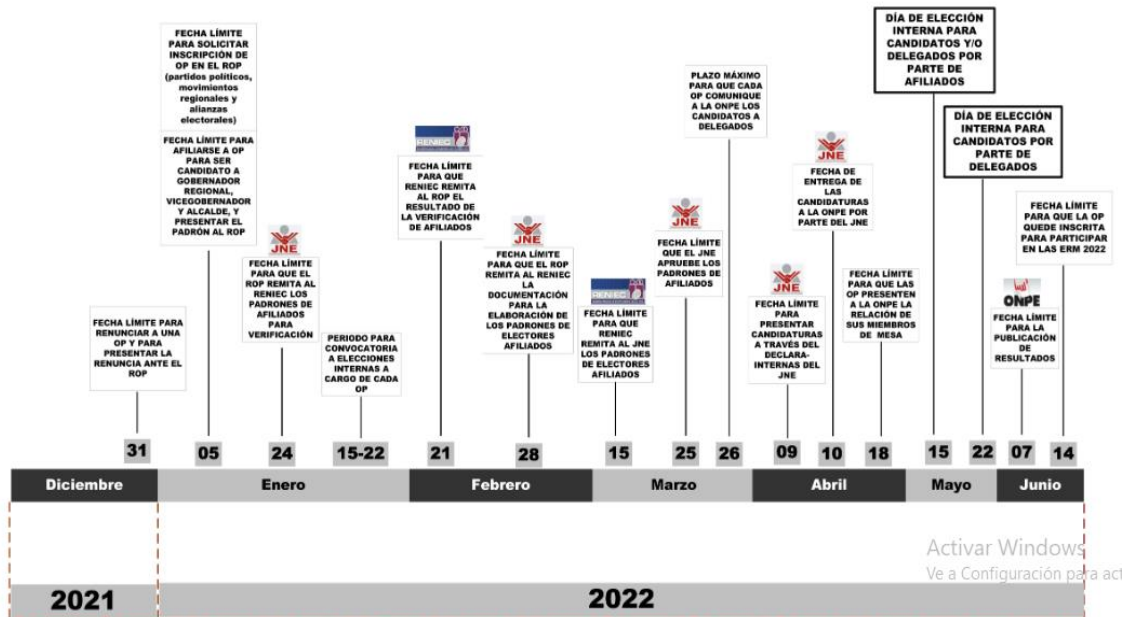 FECHA LÍMITE
PARA SOLICITAR
INSCRIPCIÓN DE
OP EN EL ROP
(partidos políticos,
movimientos
regionales y
alianzas
electorales)
FECHA LÍMITE PARA
AFILIARSE A OP
PARA SER
CANDIDATO A
GOBERNADOR
REGIONAL,
VICEGOBERNADOR
Y ALCALDE, Y
PRESENTAR EL
PADRÓN AL ROP
FECHA LÍMITE PARA
RENUNCIAR A UNA
OP Y PARA
PRESENTAR LA
RENUNCIA ANTE EL
ROP
JNE
FECHA LÍMITE
PARA QUE EL
ROP REMITA AL
RENIEC LOS
PADRONES DE
AFILIADOS
PARA
VERIFICACIÓN
PERIODO PARA
CONVOCATORIA
A ELECCIONES
INTERNAS A
CARGO DE CADA
OP
RENIEC
FECHA LÍMITE
PARA QUE
RENIEC REMITA
AL ROP EL
RESULTADO DE
LA VERIFICACIÓN
DE AFILIADOS
JNE
FECHA LÍMITE
PARA QUE EL ROP
REMITA AL RENIEC
LA
DOCUMENTACIÓN
PARA LA
ELABORACIÓN DE
LOS PADRONES DE
ELECTORES
AFILIADOS
RENIEC
FECHA LÍMITE
PARA QUE
RENIEC
REMITA AL JNE
LOS PADRONES
DE ELECTORES
AFILIADOS
JNE
FECHA LÍMITE
QUE EL JNE
APRUEBE LOS
PADRONES DE
AFILIADOS
PLAZO MÁXIMO
PARA QUE CADA
OP COMUNIQUE
A LA ONPE LOS
CANDIDATOS A
DELEGADOS
JNE
FECHA LÍMITE
PARA
PRESENTAR
CANDIDATURAS
A TRAVÉS DEL
DECLARA-
INTERNAS DEL
JNE
JNE
FECHA DE
ENTREGA DE
LAS
CANDIDATURAS
A LA ONPE POR
PARTE DEL JNE
FECHA LÍMITE
PARA QUE LAS
OP PRESENTEN
A LA ONPE LA
RELACIÓN DE
SUS MIEMBROS
DE MESA
DÍA DE ELECCIÓN
INTERNA PARA
CANDIDATOS Y/O
DELEGADOS POR
PARTE DE
AFILIADOS
DÍA DE ELECCIÓN
INTERNA PARA
CANDIDATOS POR
PARTE DE
DELEGADOS
ONPE
FECHA LÍMITE
PARA LA
PUBLICACIÓN
DE
RESULTADOS
FECHA LÍMITE
PARA QUE LA OP
QUEDE INSCRITA
PARA PARTICIPAR
EN LAS ERM 2022
31 05 24 15-22 21 28 15 25 26 09 10 18 15 22 07 14
Diciembre Enero Febrero Marzo Abril Mayo Junio
Activar Windows
Ve a Configuración para act
2021 2022